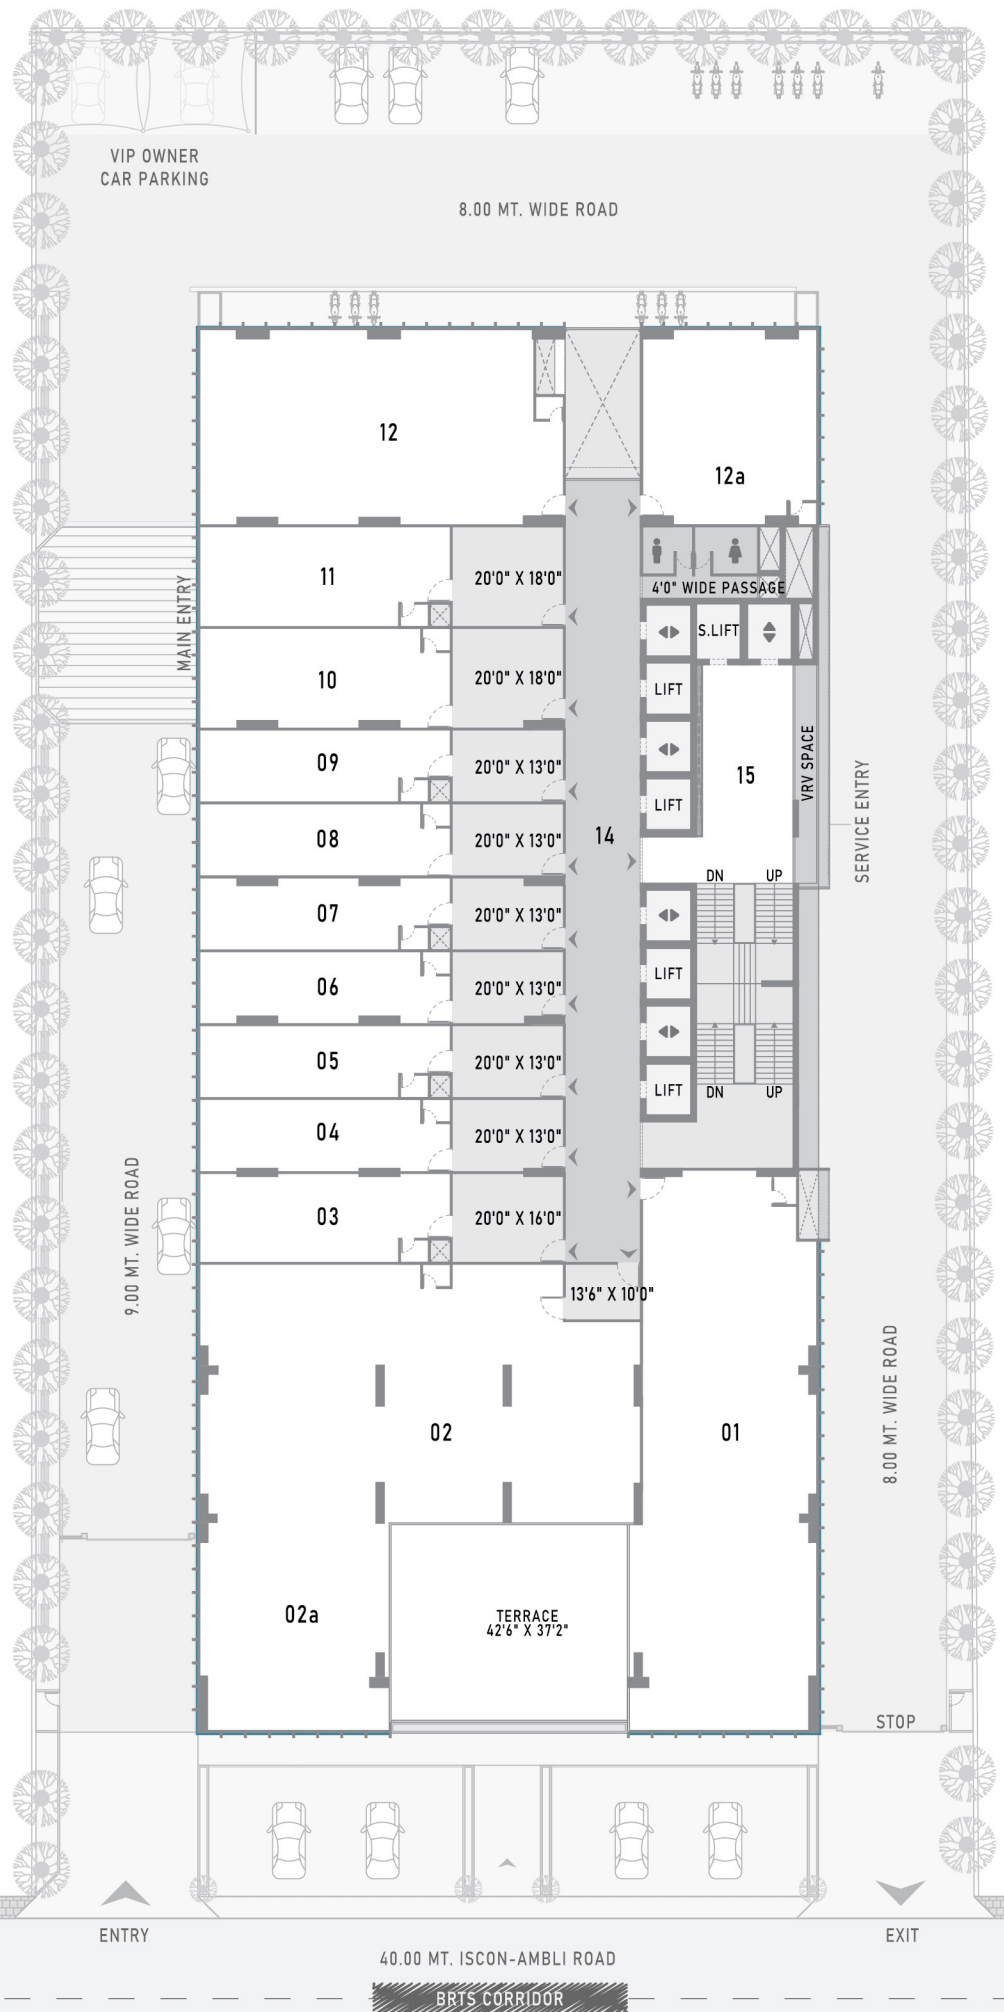 VIP OWNER
CAR PARKING
8.00 MT. WIDE ROAD
12
12a
11
20'0" X 18'0"
4'0" WIDE PASSAGE
MAIN ENTRY
S.LIFT
10
20'0" X 18'0"
LIFT
09
20'0" X 13'0"
VRV SPACE
15
LIFT
SERVICE ENTRY
08
20'0" X 13'0"
14
DN
UP
07
20'0" X 13'0"
06
20'0" X 13'0"
LIFT
05
20'0" X 13'0"
LIFT
DN
UP
04
20'0" X 13'0"
03
20'0" X 16'0"
9.00 MT. WIDE ROAD
13'6" X 10'0"
8.00 MT. WIDE ROAD
02
01
02a
TERRACE
42'6" X 37'2"
STOP
ENTRY
EXIT
40.00 MT. ISCON-AMBLI ROAD
BRTS CORRIDOR